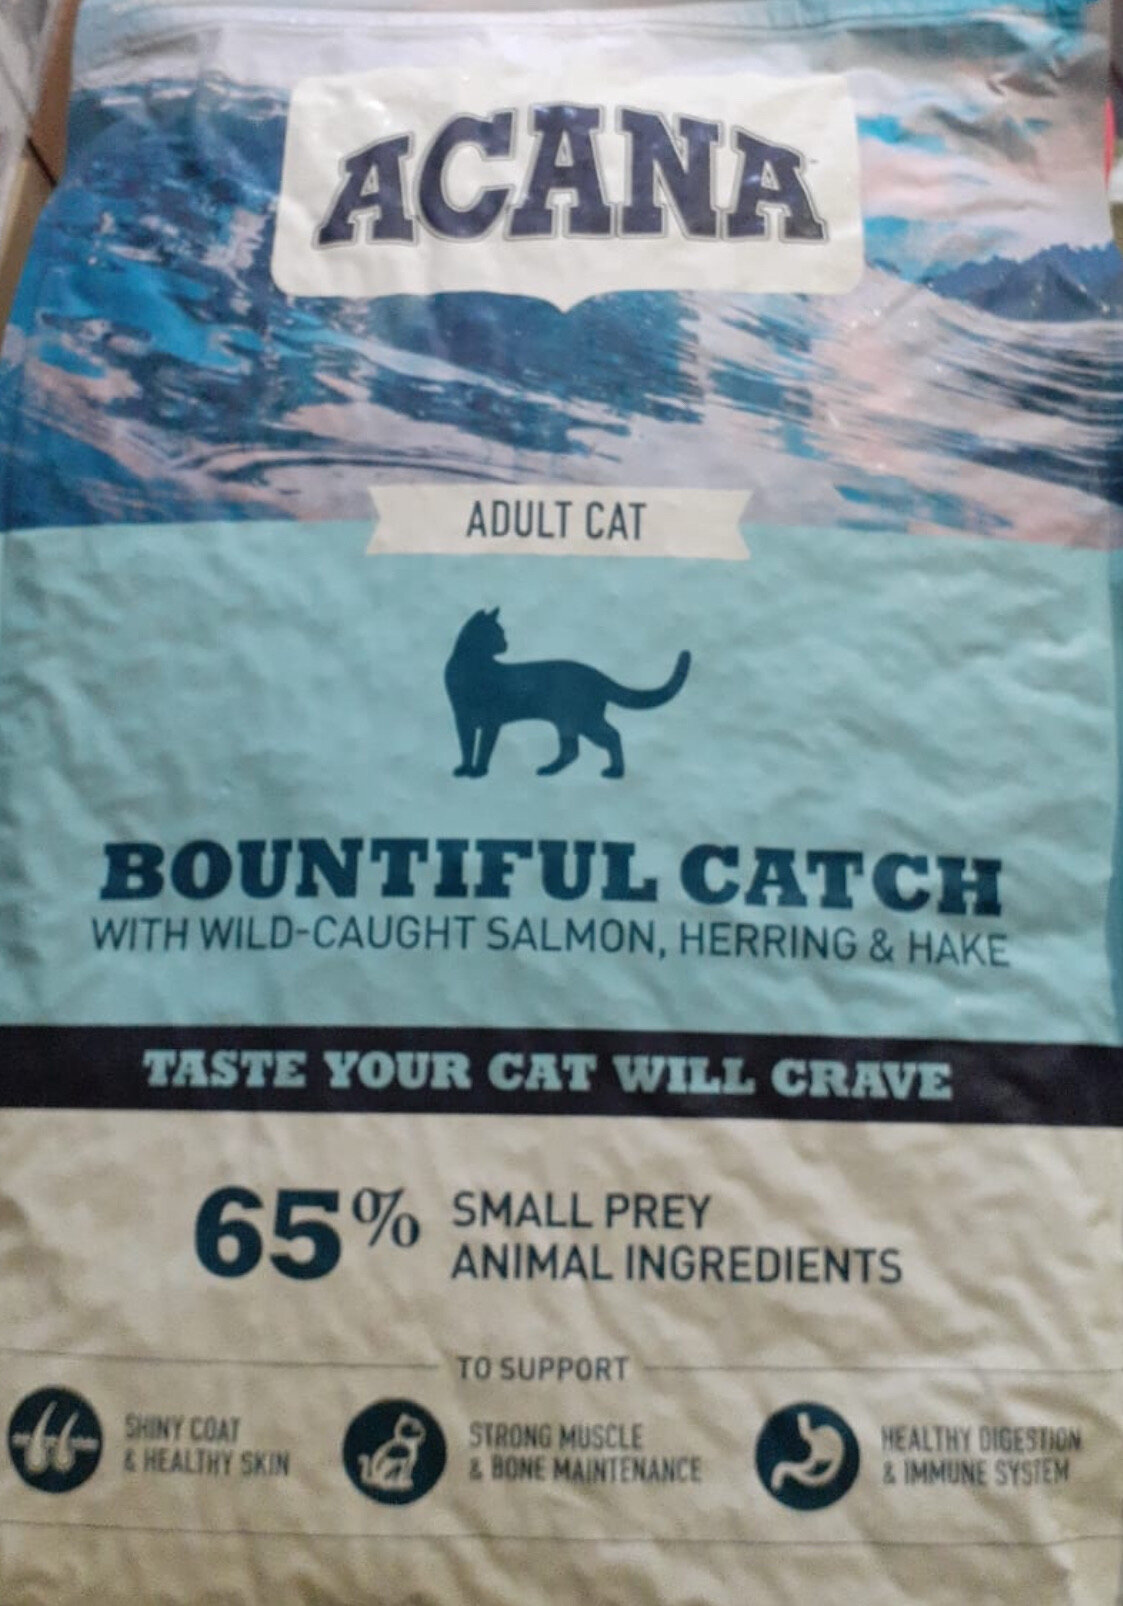 ACANA
ADULT CAT
BOUNTIFUL CATCH
WITH WILD-CAUGHT SALMON, HERRING & HAKE
TASTE YOUR CAT WILL CRAVE
65% SMALL PREY
ANIMAL INGREDIENTS
TO SUPPORT
SHINY COAT
& HEALTHY SKIN
STRONG MUSCLE
& BONE MAINTENANCE
HEALTHY DIGESTION
& IMMUNE SYSTEM